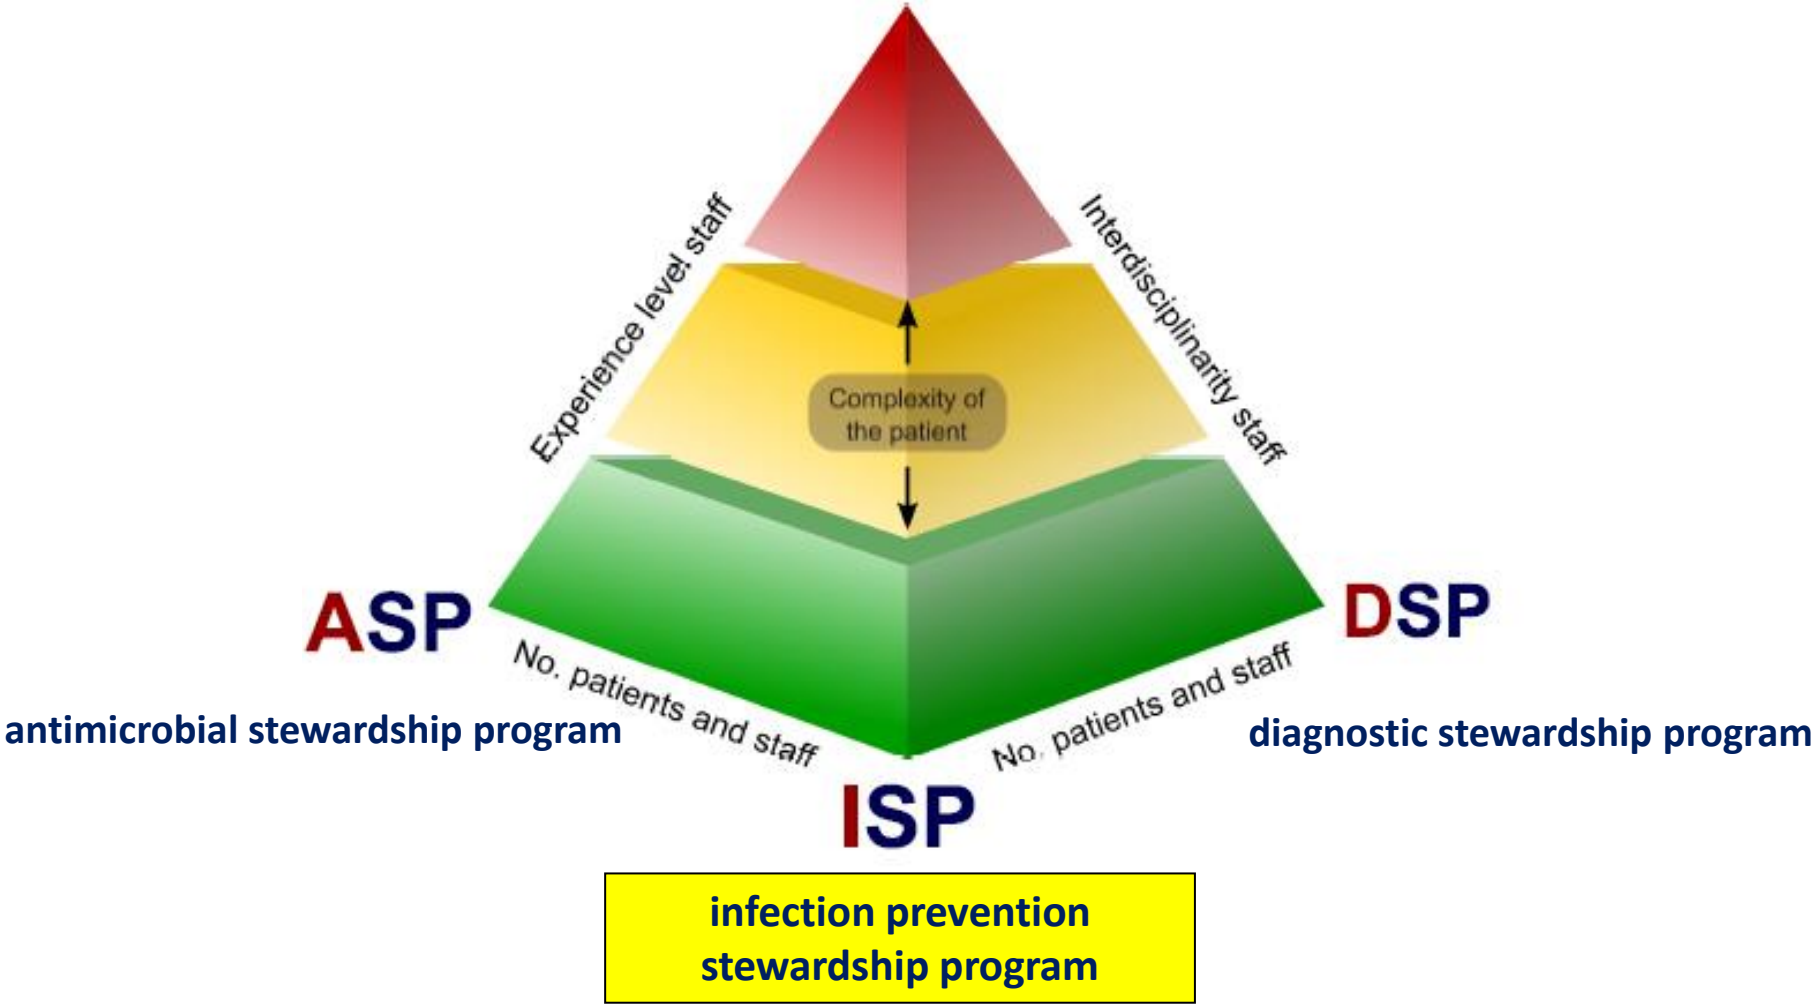 Experience level staff
Interdisciplinarity staff
Complexity of
the patient
ASP
DSP
No. patients and staff
No. patients and staff
antimicrobial stewardship program
diagnostic stewardship program
ISP
infection prevention
stewardship program